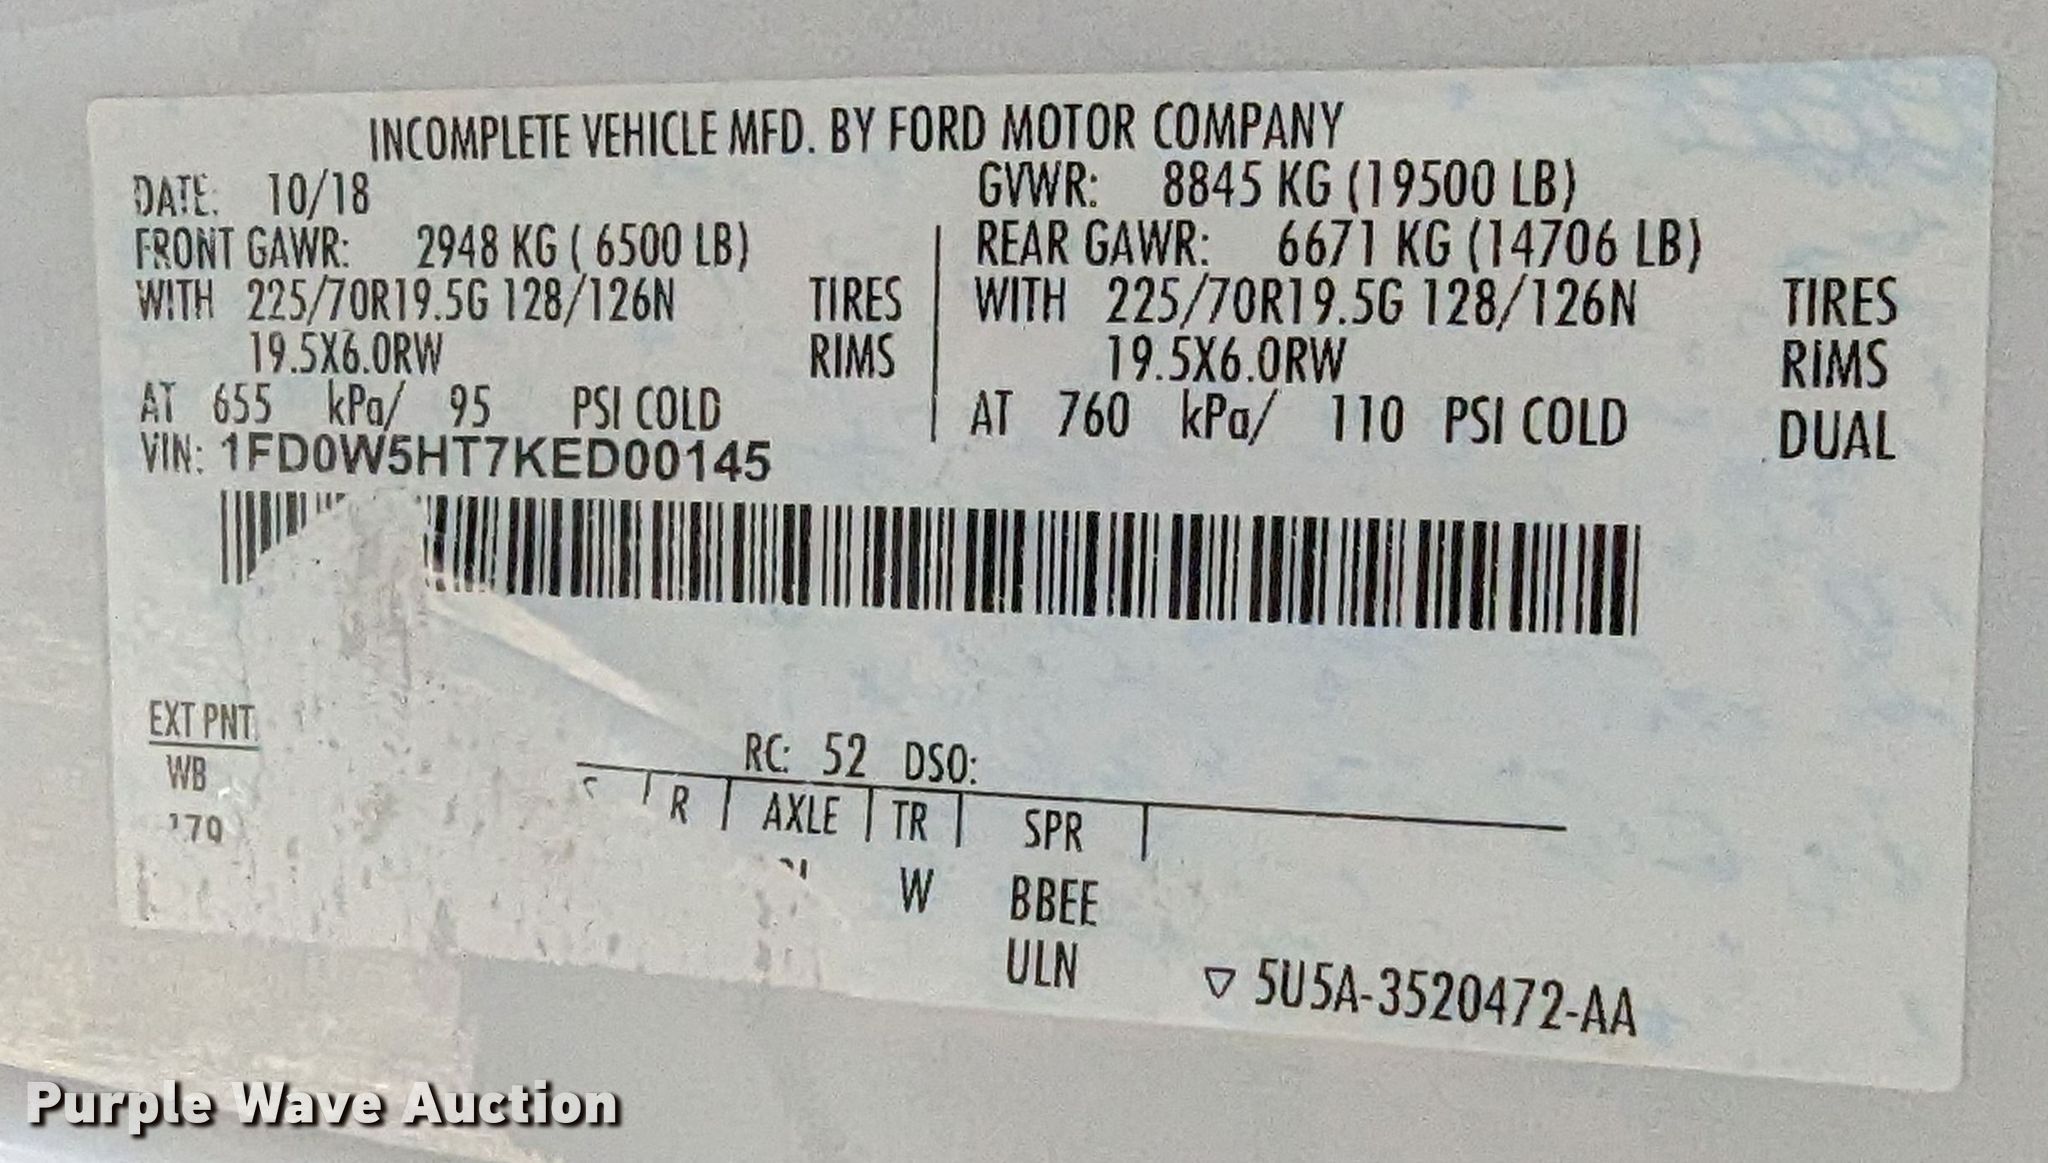 INCOMPLETE VEHICLE MFD. BY FORD MOTOR COMPANY
DATE: 10/18 GVWR: 8845 KG (19500 LB)
FRONT GAWR: 2948 KG ( 6500 LB) REAR GAWR: 6671 KG (14706 LB)
WITH 225/70R19.5G 128/126N TIRES WITH 225/70R19.5G 128/126N TIRES
19.5X6.0RW RIMS 19.5X6.0RW RIMS
AT 655 kPa/ 95 PSI COLD AT 760 kPa/ 110 PSI COLD DUAL
VIN: 1FD0W5HT7KED00145
EXT PNT: RC: 52 DSO:
WB R AXLE TR SPR
179 W BBEE
ULN
▽ 5U5A-3520472-AA
Purple Wave Auction